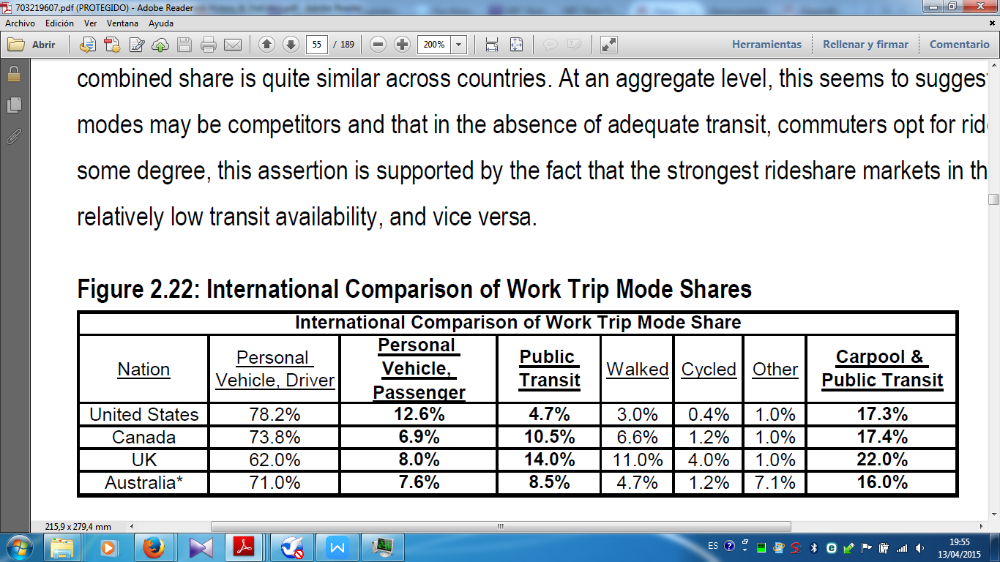 703219607.pdf (PROTEGIDO) - Adobe Reader
Archivo Edición Ver Ventana Ayuda
Abrir 55 / 189 200% Herramientas Rellenar y firmar Comentario
combined share is quite similar across countries. At an aggregate level, this seems to suggest
modes may be competitors and that in the absence of adequate transit, commuters opt for
some degree, this assertion is supported by the fact that the strongest rideshare markets in
relatively low transit availability, and vice versa.
Figure 2.22: International Comparison of Work Trip Mode Shares
International Comparison of Work Trip Mode Share
Nation Personal Vehicle, Driver Personal Vehicle, Passenger Public Transit Walked Cycled Other Carpool & Public Transit
United States 78.2% 12.6% 4.7% 3.0% 0.4% 1.0% 17.3%
Canada 73.8% 6.9% 10.5% 6.6% 1.2% 1.0% 17.4%
UK 62.0% 8.0% 14.0% 11.0% 4.0% 1.0% 22.0%
Australia* 71.0% 7.6% 8.5% 4.7% 1.2% 7.1% 16.0%
215,9 x 279,4 mm
ES 19:55
13/04/2015